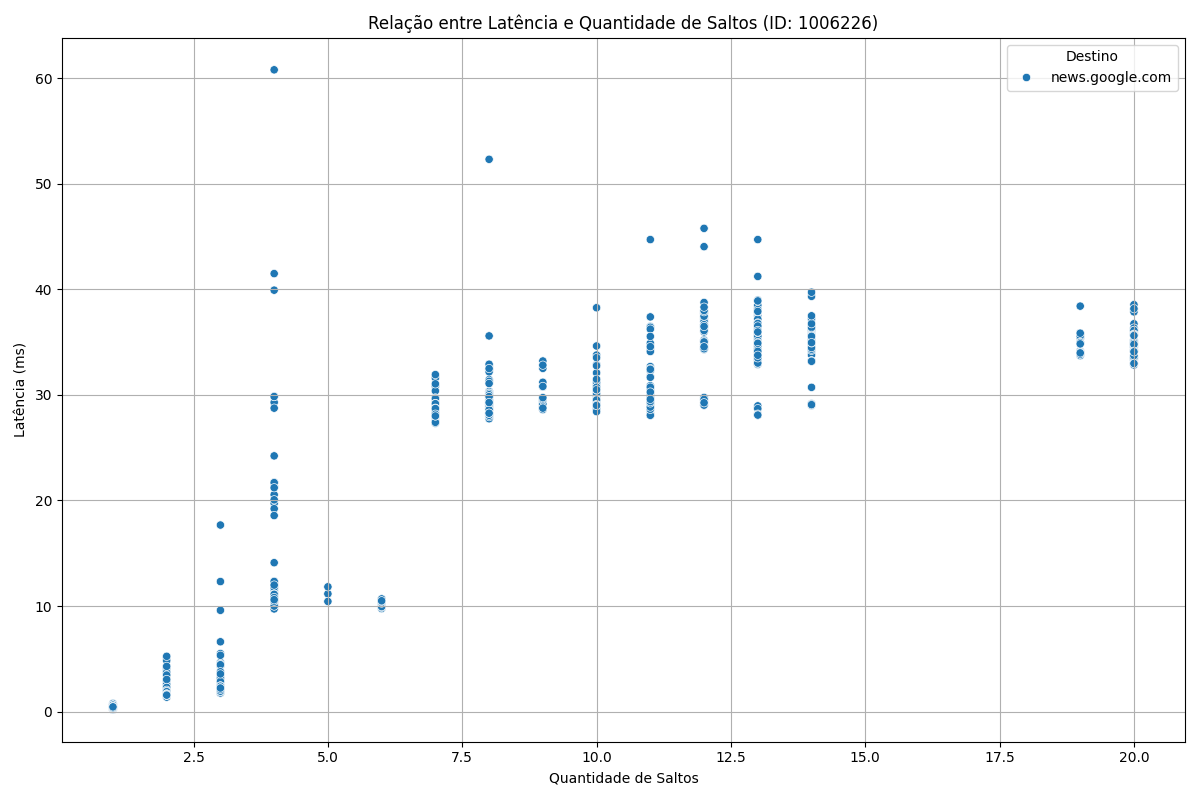 Relação entre Latência e Quantidade de Saltos (ID: 1006226)
Destino
news.google.com
Latência (ms)
60
50
40
30
20
10
0
2.5 5.0 7.5 10.0 12.5 15.0 17.5 20.0
Quantidade de Saltos